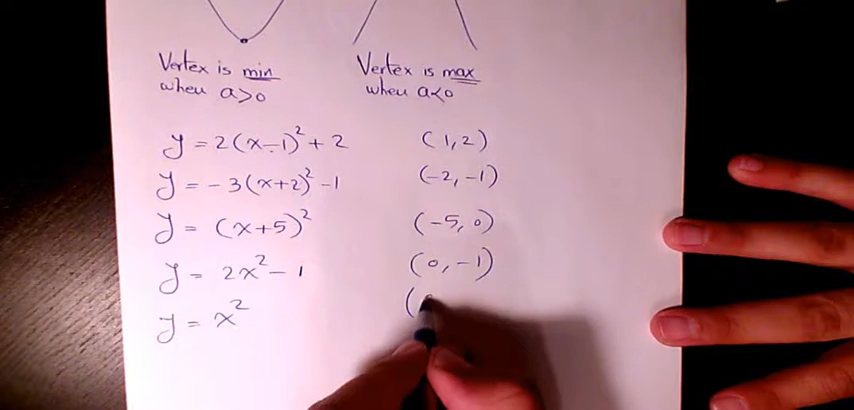 Vertex is min
when a>0
Vertex is max
when a<0
y = 2(x-1)² + 2 (1,2)
y = -3(x+2)² -1 (-2,-1)
y = (x+5)² (-5,0)
y = 2x² - 1 (0,-1)
y = x² (